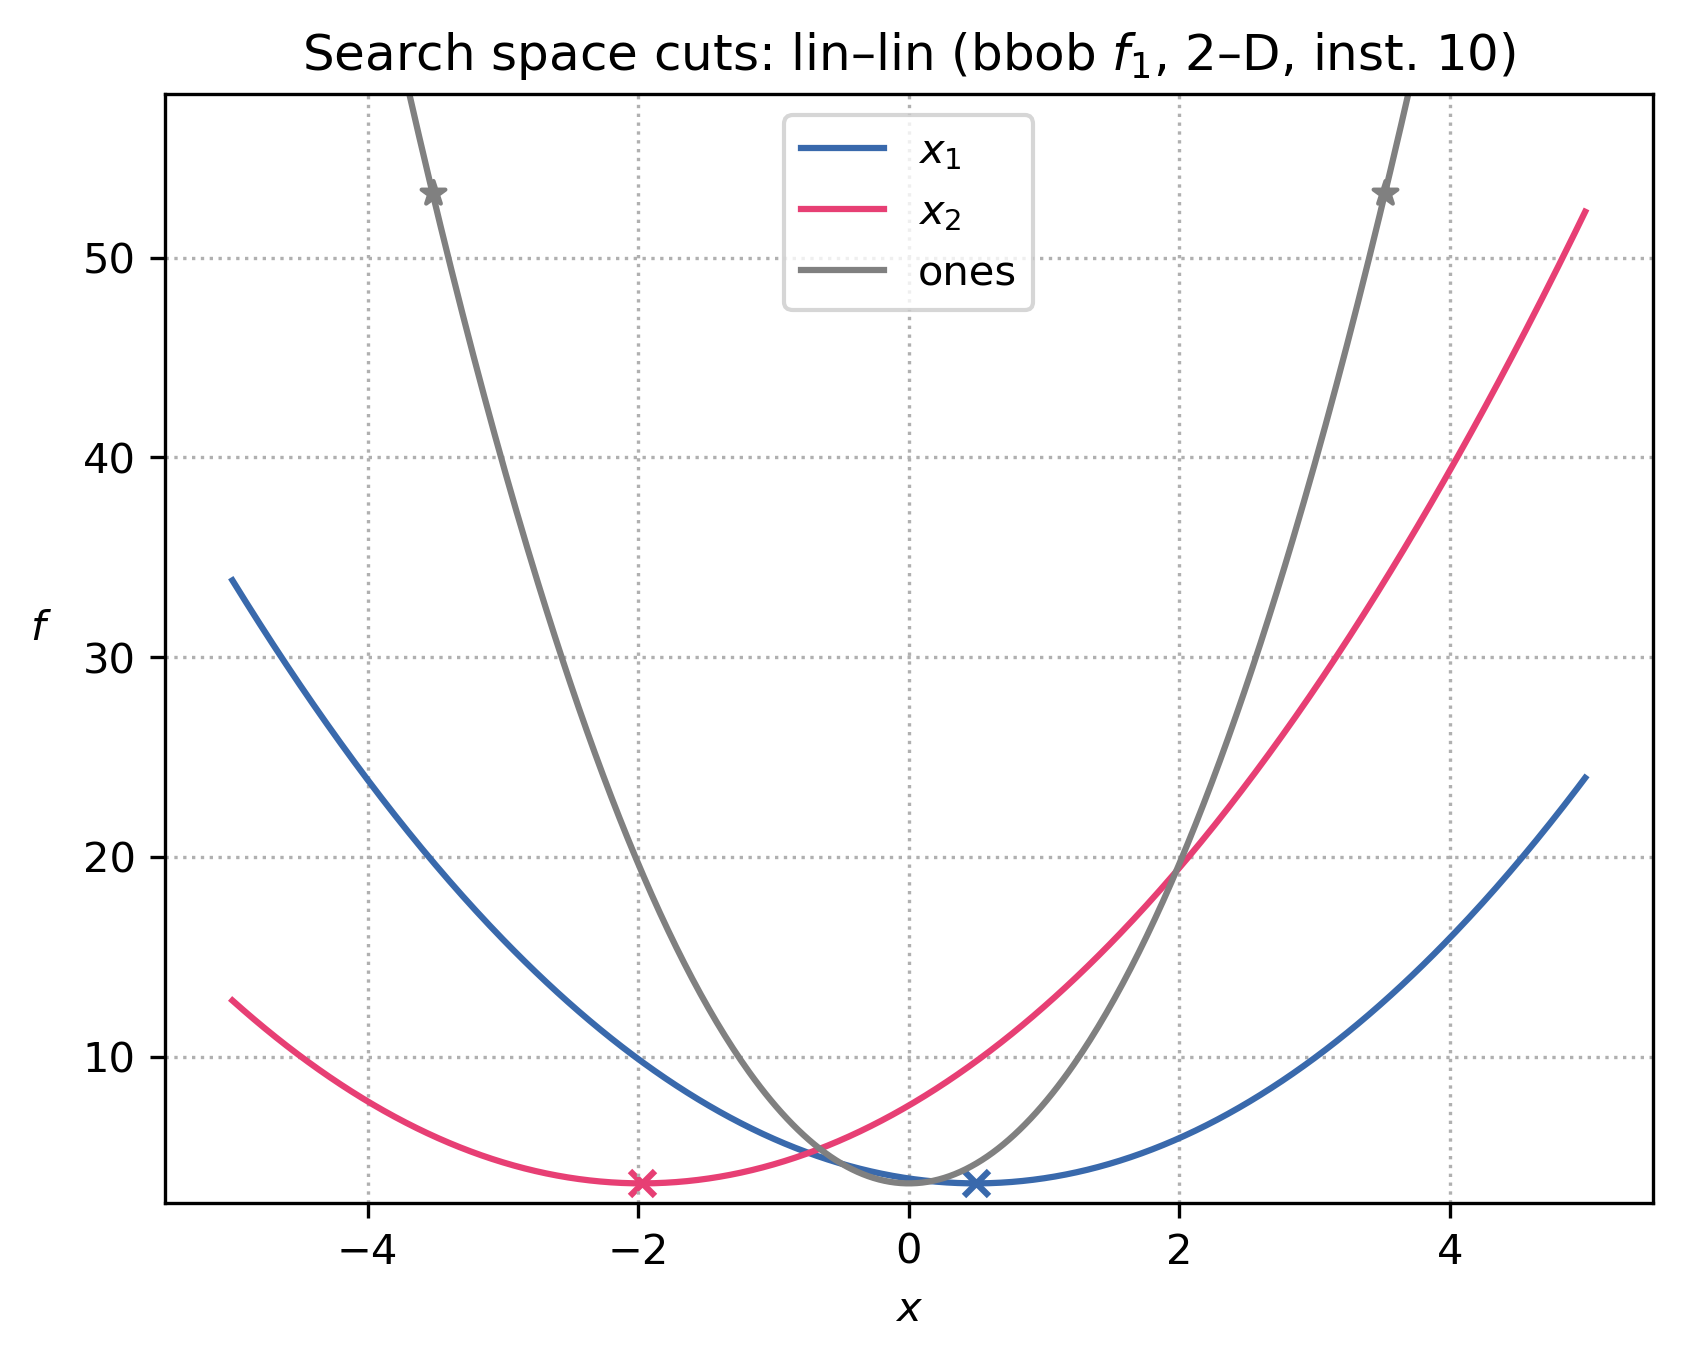 Search space cuts: lin–lin (bbob f₁, 2–D, inst. 10)
x₁
x₂
ones
50
40
30
20
10
f
−4 −2 0 2 4
x